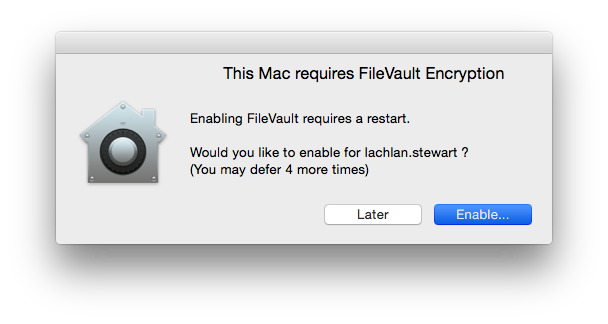 This Mac requires FileVault Encryption
Enabling FileVault requires a restart.
Would you like to enable for lachlan.stewart ?
(You may defer 4 more times)
Later
Enable...